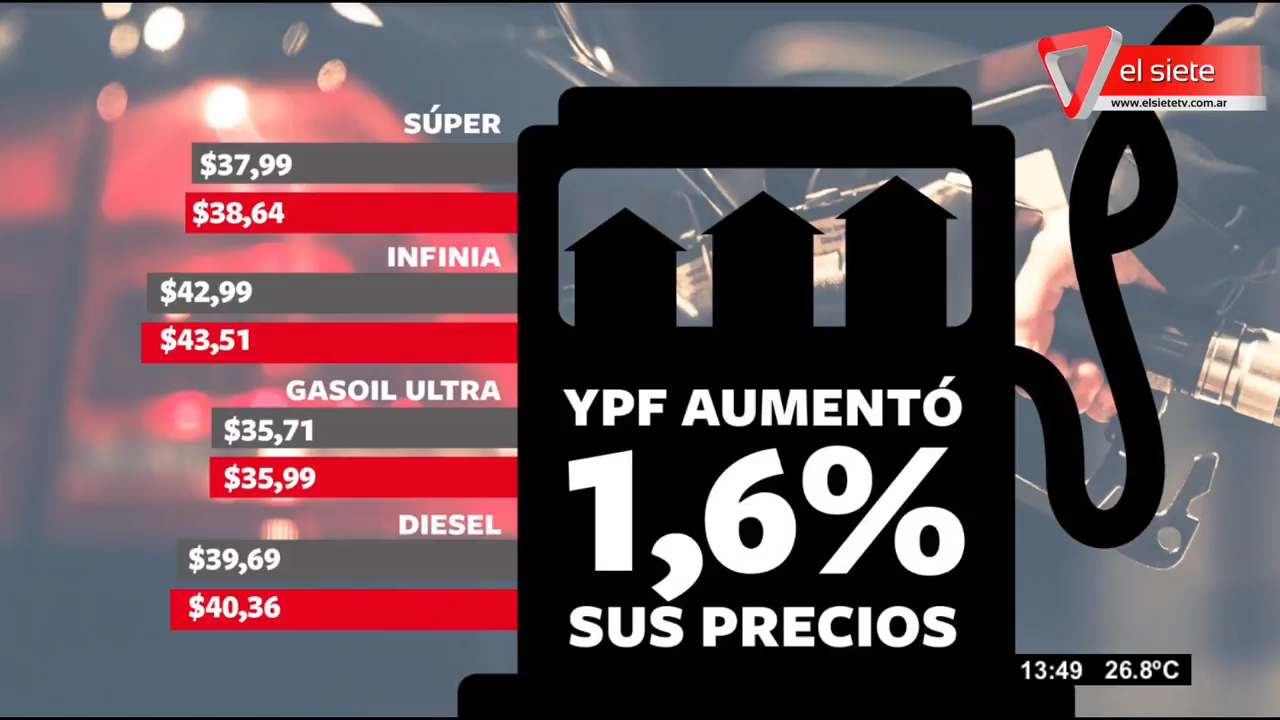 el siete
www.elsietetv.com.ar
SÚPER
$37,99
$38,64
INFINIA
$42,99
$43,51
GASOIL ULTRA
$35,71
$35,99
DIESEL
$39,69
$40,36
YPF AUMENTÓ
1,6%
SUS PRECIOS
13:49 26.8ºC